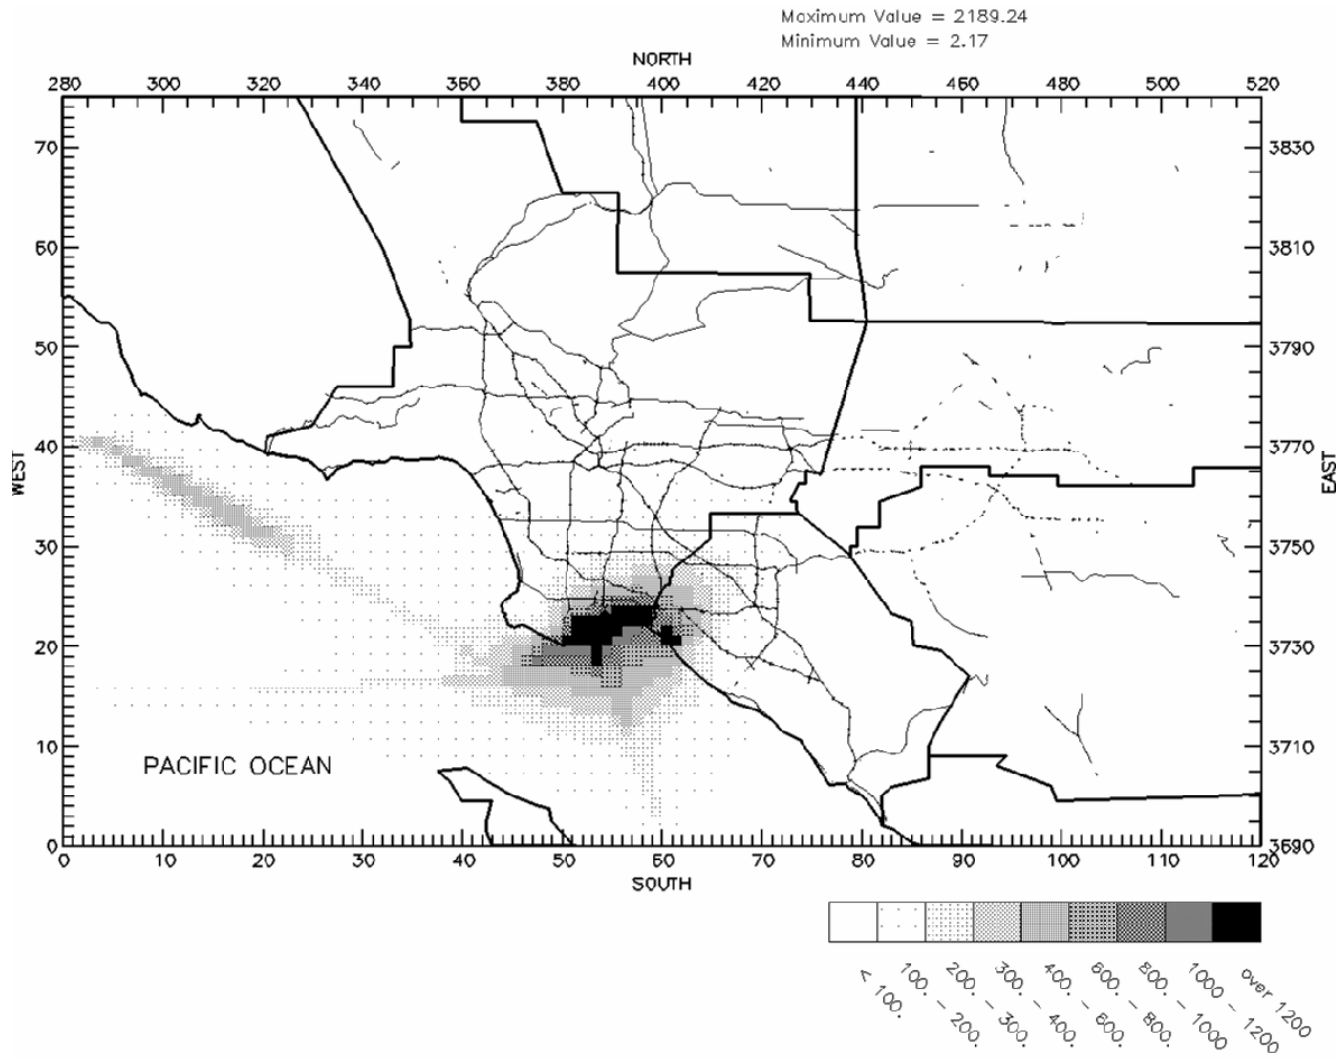 Maximum Value = 2189.24
Minimum Value = 2.17
NORTH
280 300 320 340 360 380 400 420 440 460 480 500 520
70 3830
60 3810
50 3790
40 3770
WEST EAST
30 3750
20 3730
10 3710
PACIFIC OCEAN
0 3690
0 10 20 30 40 50 60 70 80 90 100 110 120
SOUTH
< 100.
100. - 200.
200. - 300.
300. - 400.
400. - 600.
600. - 800.
800. - 1000
1000 - 1200
over 1200